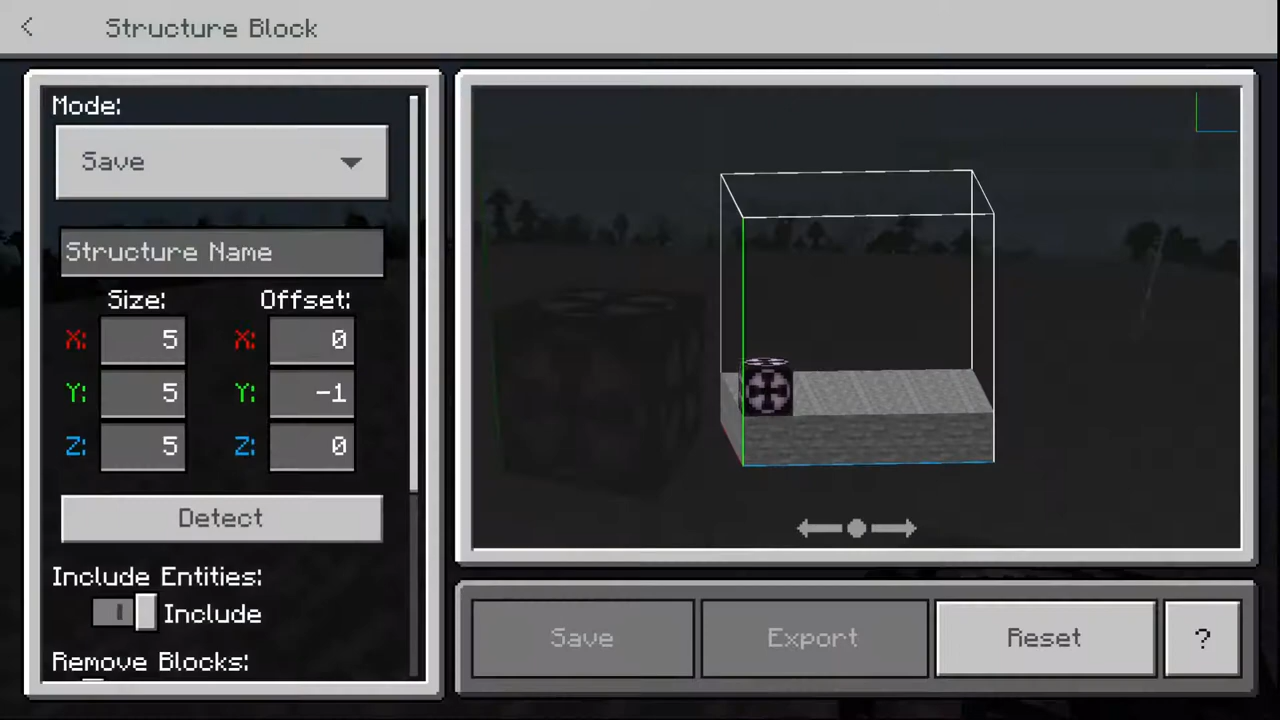 Structure Block
Mode:
Save
Structure Name
Size: Offset:
X: 5 X: 0
Y: 5 Y: -1
Z: 5 Z: 0
Detect
Include Entities:
Include
Remove Blocks:
Save Export Reset ?